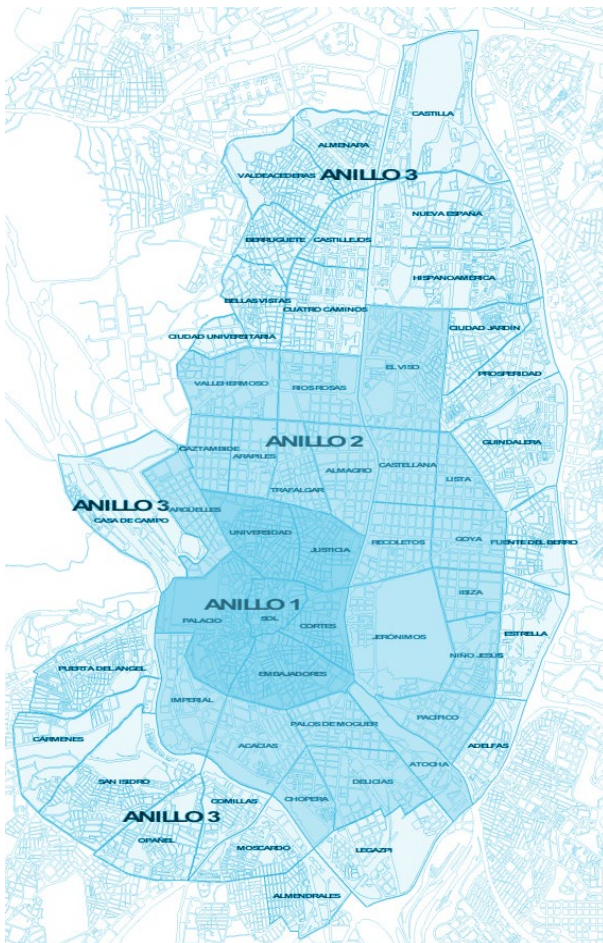 CASTILLA
ALMENARA
VALDEACEDERAS
ANILLO 3
NUEVA ESPAÑA
BERRUGUETE
CASTILLEJOS
HISPANOAMÉRICA
BELLAS VISTAS
CUATRO CAMINOS
CIUDAD UNIVERSITARIA
CIUDAD JARDÍN
EL VISO
PROSPERIDAD
VALLEHERMOSO
RIOS ROSAS
ANILLO 2
GUINDALERA
GAZTAMBIDE
ARAPILES
ALMAGRO
CASTELLANA
LISTA
TRAFALGAR
ANILLO 3
ARGÜELLES
CASA DE CAMPO
UNIVERSIDAD
JUSTICIA
RECOLETOS
GOYA
FUENTE DEL BERRO
IBIZA
ANILLO 1
PALACIO
SOL
CORTES
JERÓNIMOS
ESTRELLA
NIÑO JESÚS
PUERTA DEL ANGEL
EMBAJADORES
IMPERIAL
PACÍFICO
PALOS DE MOGUER
CÁRMENES
ACACIAS
ADELFAS
ATOCHA
SAN ISIDRO
DELICIAS
COMILLAS
CHOPERA
ANILLO 3
OPAÑEL
MOSCARDÓ
LEGAZPI
ALMENDRALES